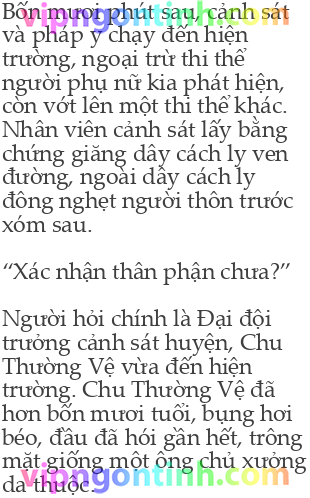 Bốn mươi phút sau, cảnh sát
và pháp y chạy đến hiện
trường, ngoại trừ thi thể
người phụ nữ kia phát hiện,
còn vớt lên một thi thể khác.
Nhân viên cảnh sát lấy bằng
chứng giăng dây cách ly ven
đường, ngoài dây cách ly
đông nghẹt người thôn trước
xóm sau.
“Xác nhận thân phận chưa?”
Người hỏi chính là Đại đội
trưởng cảnh sát huyện, Chu
Thường Vệ vừa đến hiện
trường. Chu Thường Vệ đã
hơn bốn mươi tuổi, bụng hơi
béo, đầu đã hói gần hết, trông
mặt giống một ông chủ xưởng
da thuộc.
vipngontinh.com
vipngontinh.com